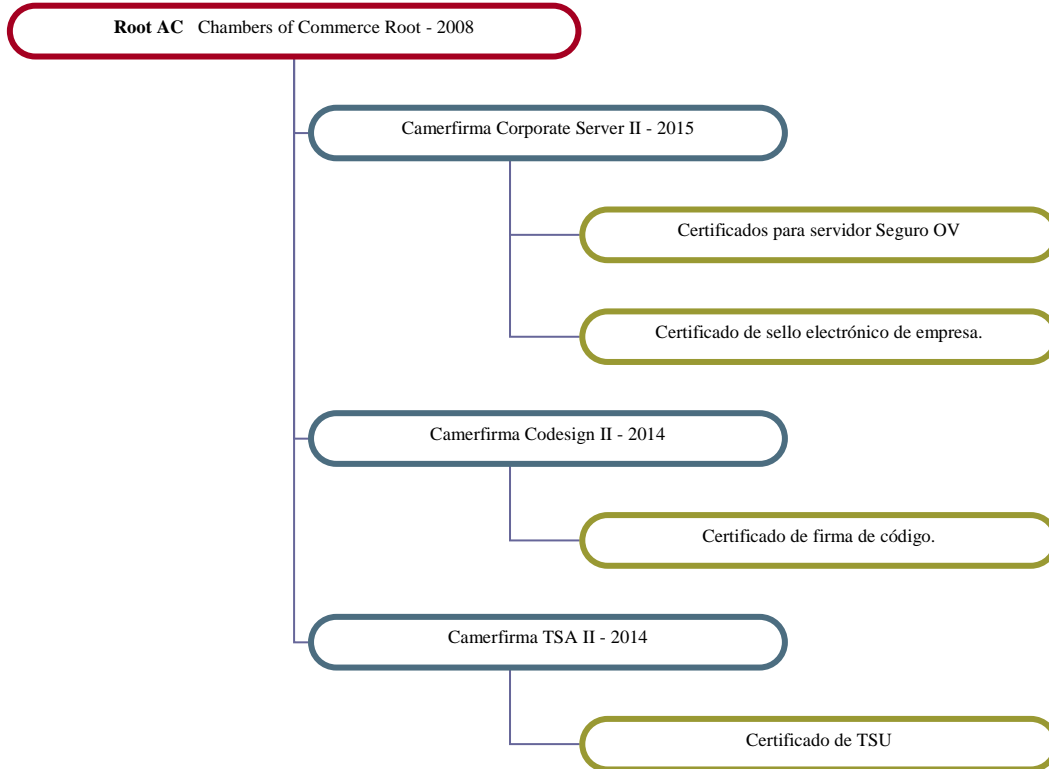 Root AC Chambers of Commerce Root - 2008
Camerfirma Corporate Server II - 2015
Certificados para servidor Seguro OV
Certificado de sello electrónico de empresa.
Camerfirma Codesign II - 2014
Certificado de firma de código.
Camerfirma TSA II - 2014
Certificado de TSU